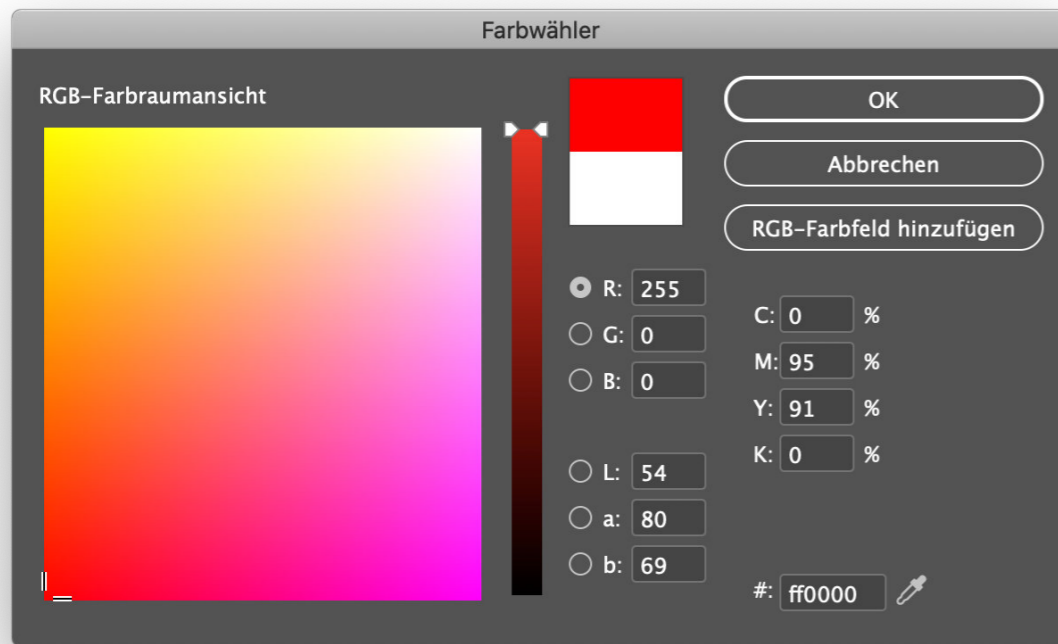 Farbwähler
RGB-Farbraumansicht
OK
Abbrechen
RGB-Farbfeld hinzufügen
R: 255
G: 0
B: 0
L: 54
a: 80
b: 69
C: 0 %
M: 95 %
Y: 91 %
K: 0 %
#: ff0000